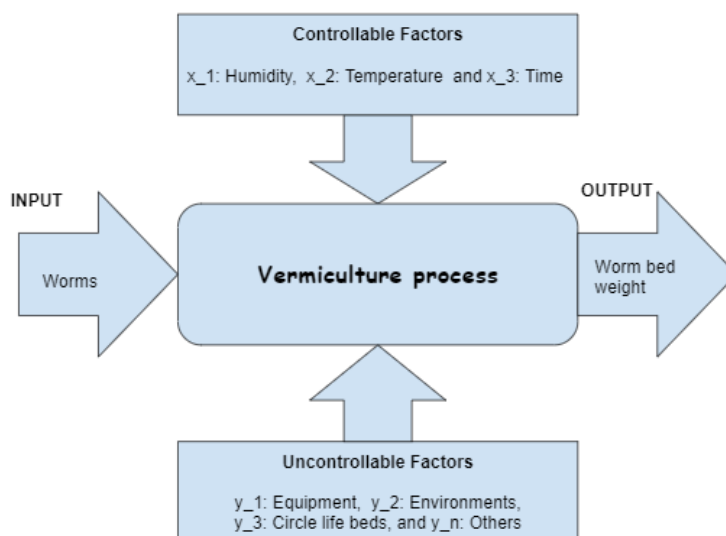 Controllable Factors
x_1: Humidity, x_2: Temperature and x_3: Time
INPUT
Worms
Vermiculture process
OUTPUT
Worm bed
weight
Uncontrollable Factors
y_1: Equipment, y_2: Environments,
y_3: Circle life beds, and y_n: Others